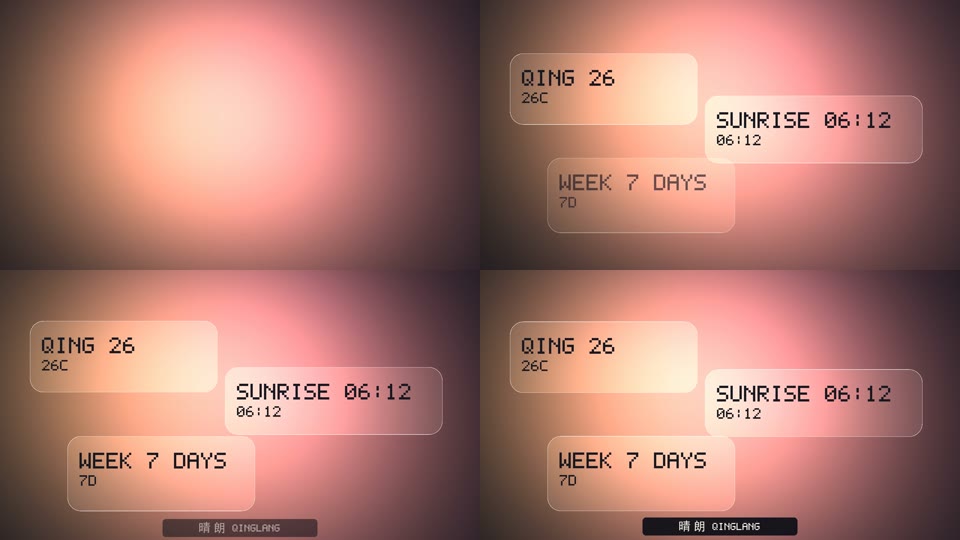 QING 26
26C
SUNRISE 06:12
06:12
WEEK 7 DAYS
7D
QING 26
26C
SUNRISE 06:12
06:12
WEEK 7 DAYS
7D
晴朗 QINGLANG
QING 26
26C
SUNRISE 06:12
06:12
WEEK 7 DAYS
7D
晴朗 QINGLANG